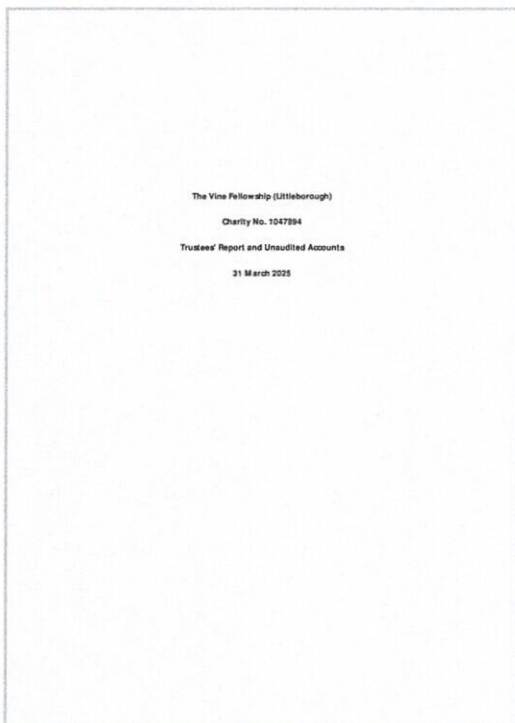 The Vine Fellowship (Littleborough)
Charity No. 1047894
Trustees' Report and Unaudited Accounts
31 March 2025